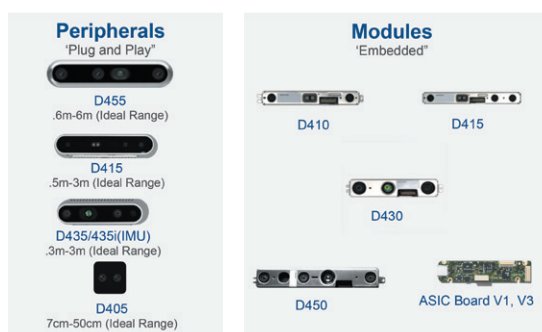 Peripherals
'Plug and Play"
D455
.6m-6m (Ideal Range)
D415
.5m-3m (Ideal Range)
D435/435i(IMU)
.3m-3m (Ideal Range)
D405
7cm-50cm (Ideal Range)
Modules
'Embedded"
D410
D415
D430
D450
ASIC Board V1, V3